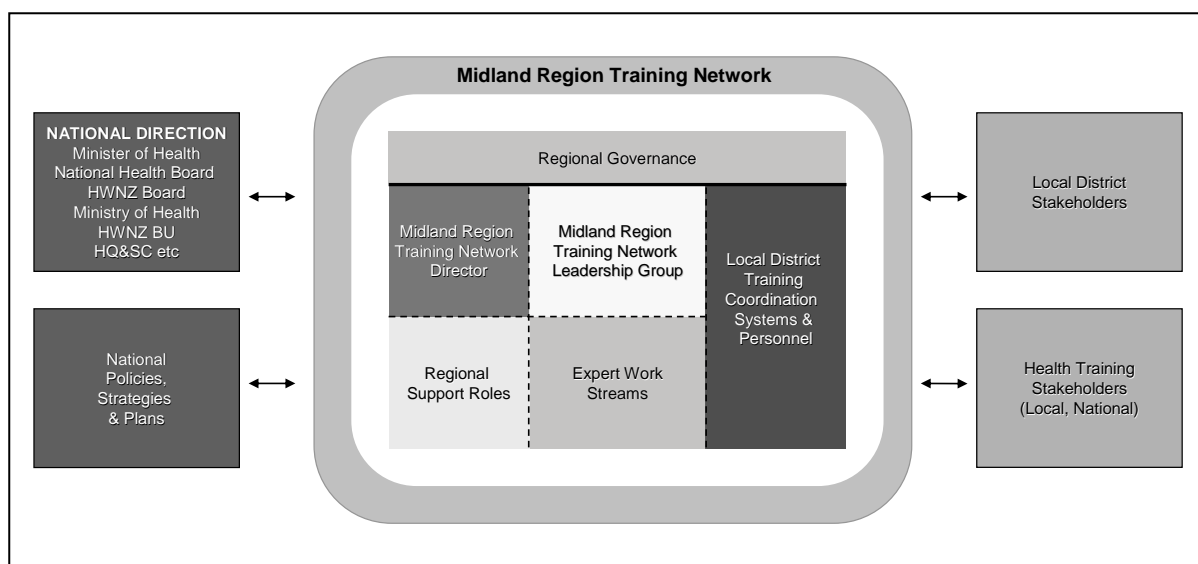 Midland Region Training Network
NATIONAL DIRECTION
Minister of Health
National Health Board
HWNZ Board
Ministry of Health
HWNZ BU
HQ&SC etc
National
Policies,
Strategies
& Plans
Regional Governance
Midland Region
Training Network
Director
Midland Region
Training Network
Leadership Group
Local District
Training
Coordination
Systems &
Personnel
Regional
Support Roles
Expert Work
Streams
Local District
Stakeholders
Health Training
Stakeholders
(Local, National)